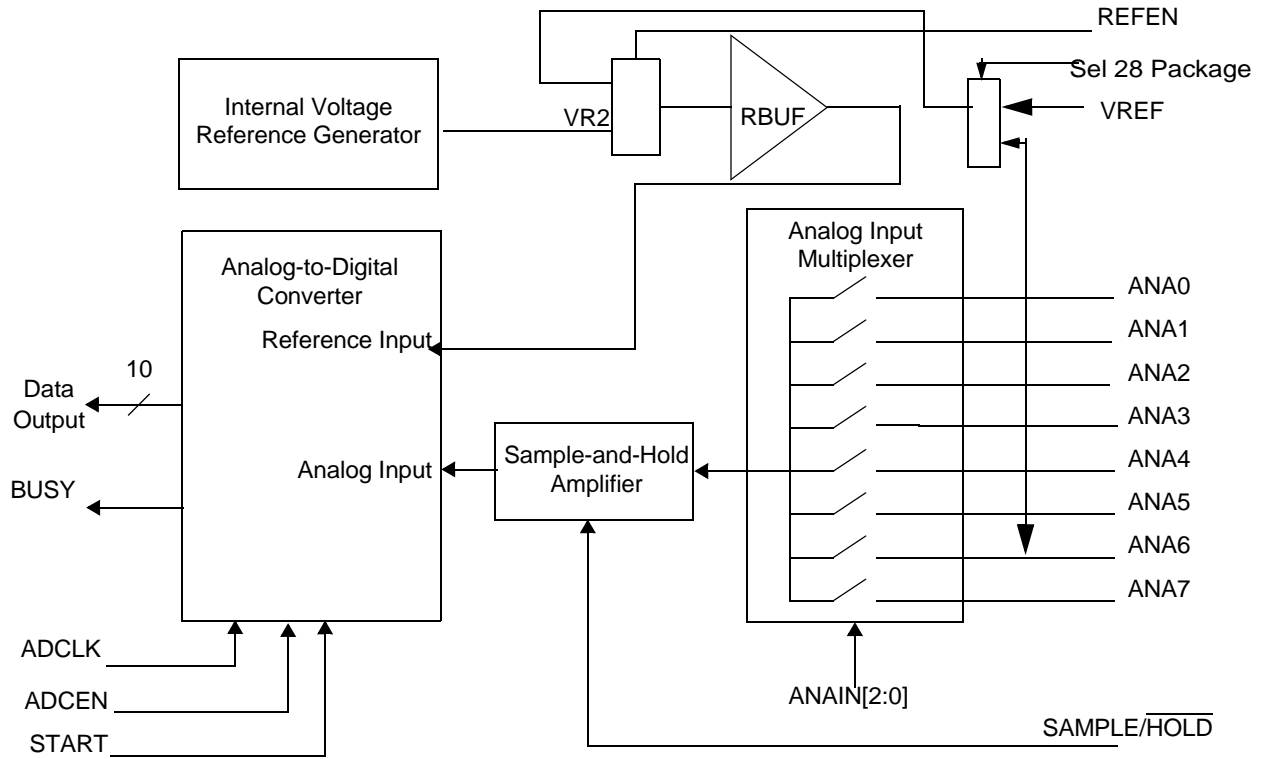 REFEN
Internal Voltage
Reference Generator
VR2
RBUF
Sel 28 Package
VREF
Analog-to-Digital
Converter
Reference Input
Analog Input
10
Data
Output
BUSY
Sample-and-Hold
Amplifier
Analog Input
Multiplexer
ANA0
ANA1
ANA2
ANA3
ANA4
ANA5
ANA6
ANA7
ADCLK
ADCEN
START
ANAIN[2:0]
SAMPLE/HOLD